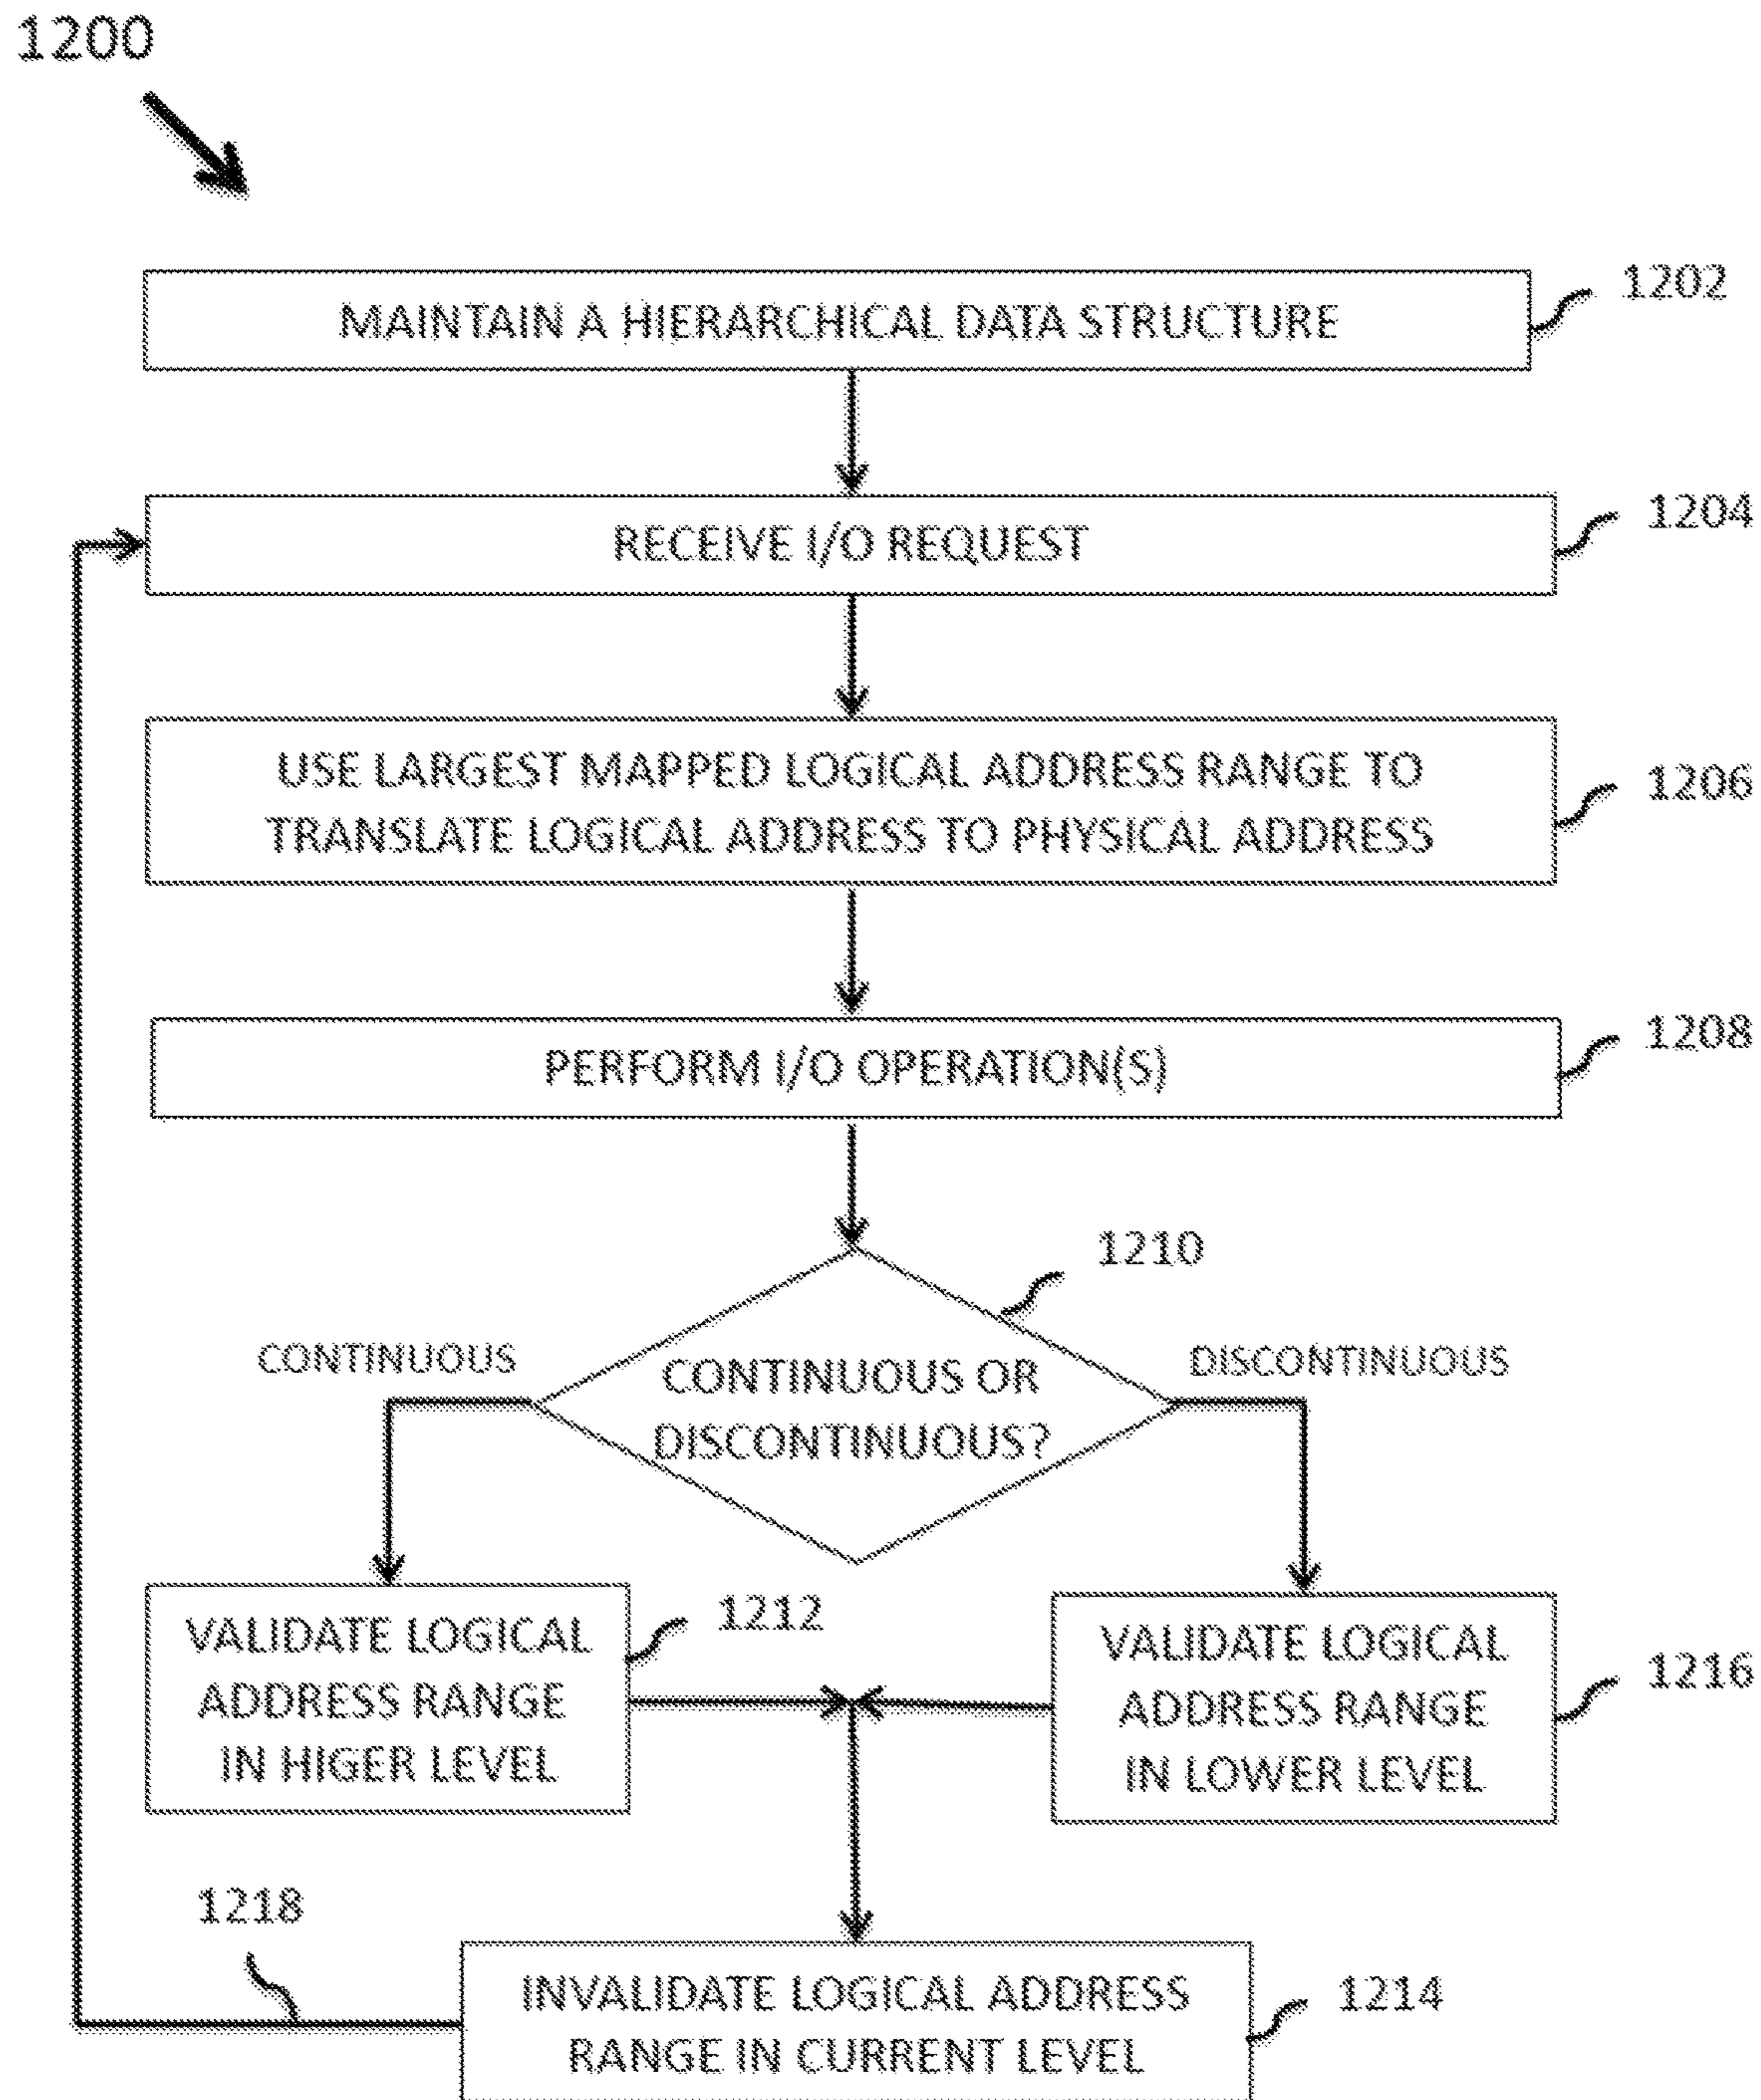 1200
MAINTAIN A HIERARCHICAL DATA STRUCTURE
1202
RECEIVE I/O REQUEST
1204
USE LARGEST MAPPED LOGICAL ADDRESS RANGE TO
TRANSLATE LOGICAL ADDRESS TO PHYSICAL ADDRESS
1206
PERFORM I/O OPERATION(S)
1208
1210
CONTINUOUS
CONTINUOUS OR
DISCONTINUOUS?
DISCONTINUOUS
VALIDATE LOGICAL
ADDRESS RANGE
IN HIGER LEVEL
1212
VALIDATE LOGICAL
ADDRESS RANGE
IN LOWER LEVEL
1216
1218
INVALIDATE LOGICAL ADDRESS
RANGE IN CURRENT LEVEL
1214